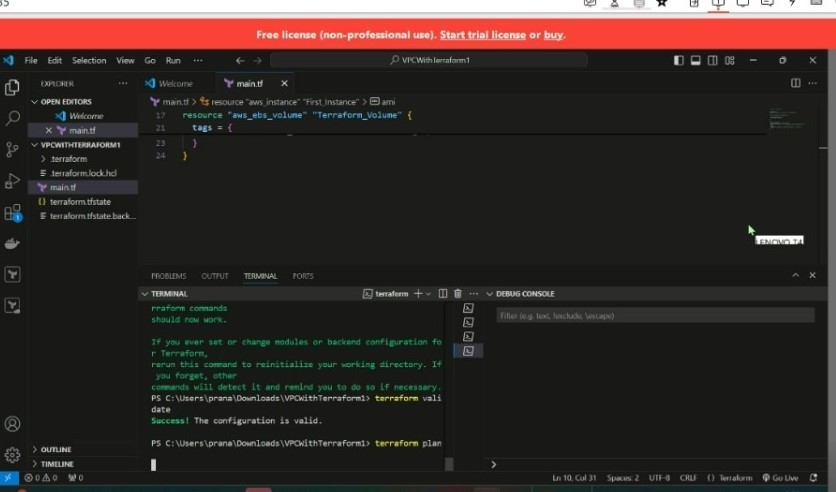 Free license (non-professional use). Start trial license or buy.
File Edit Selection View Go Run ···
VPCWithTerraform1
EXPLORER ···
Welcome
main.tf ×
OPEN EDITORS
Welcome
× main.tf
VPCWITHTERRAFORM1
> .terraform
.terraform.lock.hcl
main.tf
{} terraform.tfstate
terraform.tfstate.back...
main.tf > resource "aws_instance" "First_Instance" > ami
17 resource "aws_ebs_volume" "Terraform_Volume" {
21 tags = {
23 }
24 }
LENOVO T4
PROBLEMS OUTPUT TERMINAL PORTS
TERMINAL
terraform
rraform commands
should now work.
If you ever set or change modules or backend configuration fo
r Terraform,
rerun this command to reinitialize your working directory. If
you forget, other
commands will detect it and remind you to do so if necessary.
PS C:\Users\prana\Downloads\VPCWithTerraform1> terraform vali
date
Success! The configuration is valid.
PS C:\Users\prana\Downloads\VPCWithTerraform1> terraform plan
DEBUG CONSOLE
Filter (e.g. text, !exclude, \escape)
>
OUTLINE
TIMELINE
0 0 0
Ln 10, Col 31 Spaces: 2 UTF-8 CRLF {} Terraform Go Live